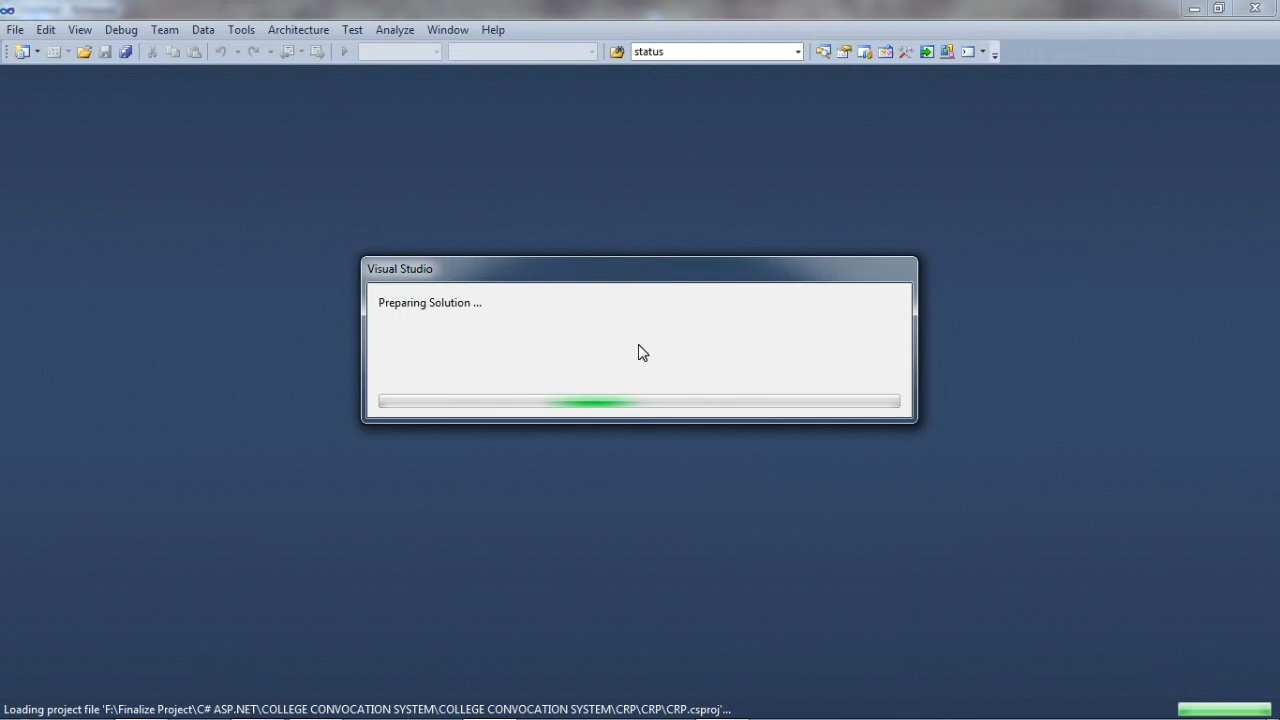 File Edit View Debug Team Data Tools Architecture Test Analyze Window Help
status
Visual Studio
Preparing Solution ...
Loading project file 'F:\Finalize Project\C# ASP.NET\COLLEGE CONVOCATION SYSTEM\COLLEGE CONVOCATION SYSTEM\CRP\CRP\CRP.csproj'...